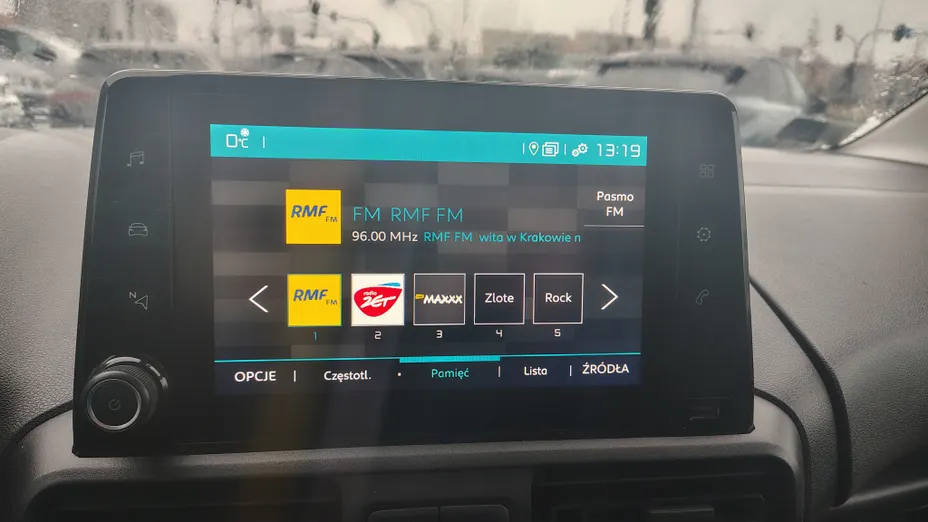 0°C
13:19
Pasmo
FM
RMF FM
FM RMF FM
96.00 MHz RMF FM wita w Krakowie n
RMF FM
radio ZET
MAXXX
Zlote
Rock
1
2
3
4
5
OPCJE
Częstotl.
Pamięć
Lista
ŹRÓDŁA
N